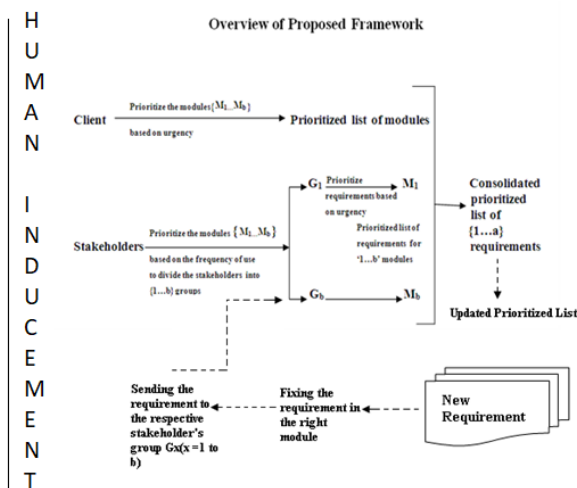 HUMAN INDUCEMENT
Overview of Proposed Framework
Prioritize the modules{M1...Mb}
Client
Prioritized list of modules
based on urgency
G1
Prioritize
M1
requirements based
on urgency
Consolidated
prioritized
list of
{1...a}
requirements
Prioritize the modules {M1...Mb}
Stakeholders
based on the frequency of use
to divide the stakeholders into
{1...b} groups
Prioritized list of
requirements for
'1...b' modules
Gb
Mb
Updated Prioritized List
Sending the
requirement to
the respective
stakeholder's
group Gx(x =1 to
b)
Fixing the
requirement in
the right
module
New
Requirement